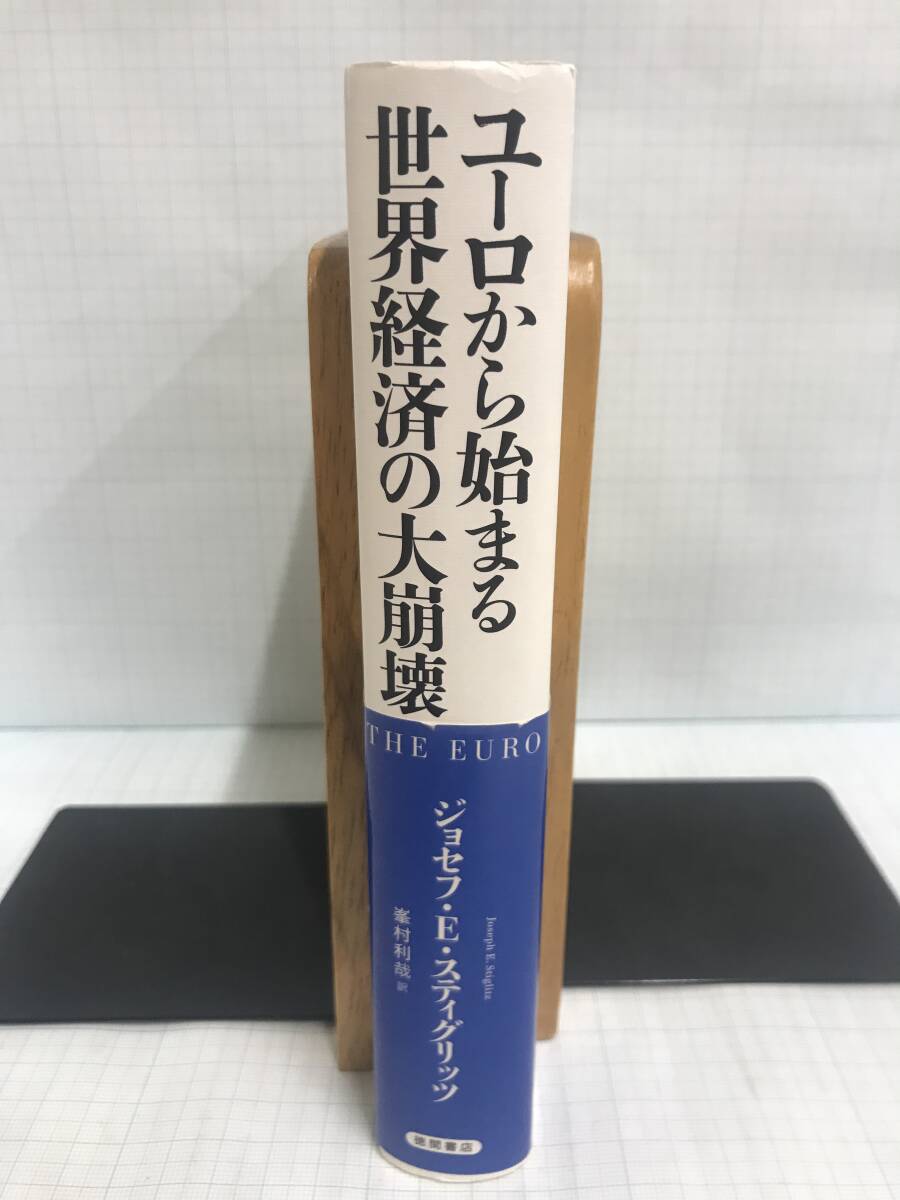 ユーロから始まる
世界経済の大崩壊
THE EURO
Joseph E. Stiglitz
ジョセフ・E・スティグリッツ
峯村利哉 訳
徳間書店